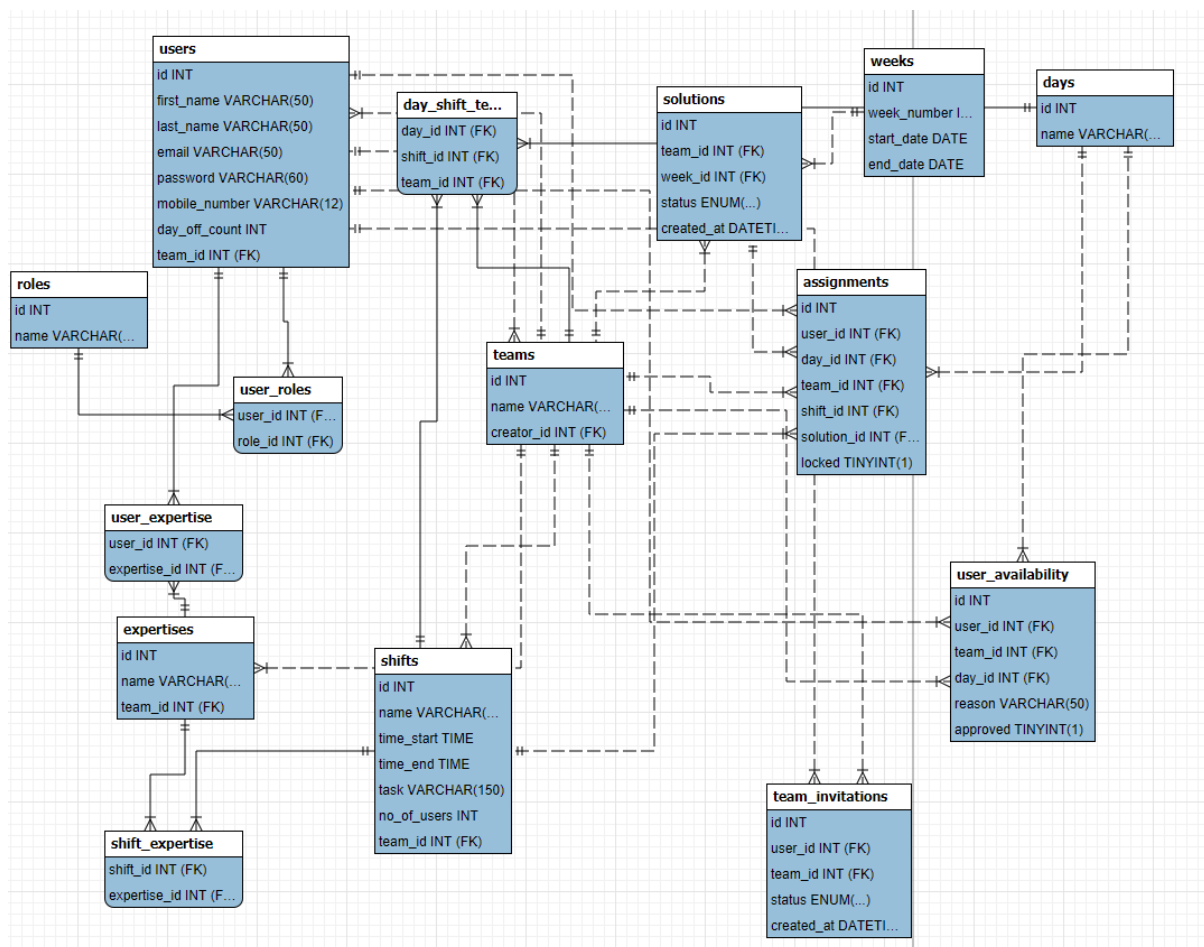 users
id INT
first_name VARCHAR(50)
last_name VARCHAR(50)
email VARCHAR(50)
password VARCHAR(60)
mobile_number VARCHAR(12)
day_off_count INT
team_id INT (FK)
day_shift_te...
day_id INT (FK)
shift_id INT (FK)
team_id INT (FK)
solutions
id INT
team_id INT (FK)
week_id INT (FK)
status ENUM(...)
created_at DATETI...
weeks
id INT
week_number I...
start_date DATE
end_date DATE
days
id INT
name VARCHAR(...
roles
id INT
name VARCHAR(...
user_roles
user_id INT (F...
role_id INT (FK)
teams
id INT
name VARCHAR(...
creator_id INT (FK)
assignments
id INT
user_id INT (FK)
day_id INT (FK)
team_id INT (FK)
shift_id INT (FK)
solution_id INT (F...
locked TINYINT(1)
user_expertise
user_id INT (FK)
expertise_id INT (F...
expertises
id INT
name VARCHAR(...
team_id INT (FK)
shifts
id INT
name VARCHAR(...
time_start TIME
time_end TIME
task VARCHAR(150)
no_of_users INT
team_id INT (FK)
user_availability
id INT
user_id INT (FK)
team_id INT (FK)
day_id INT (FK)
reason VARCHAR(50)
approved TINYINT(1)
shift_expertise
shift_id INT (FK)
expertise_id INT (F...
team_invitations
id INT
user_id INT (FK)
team_id INT (FK)
status ENUM(...)
created_at DATETI...